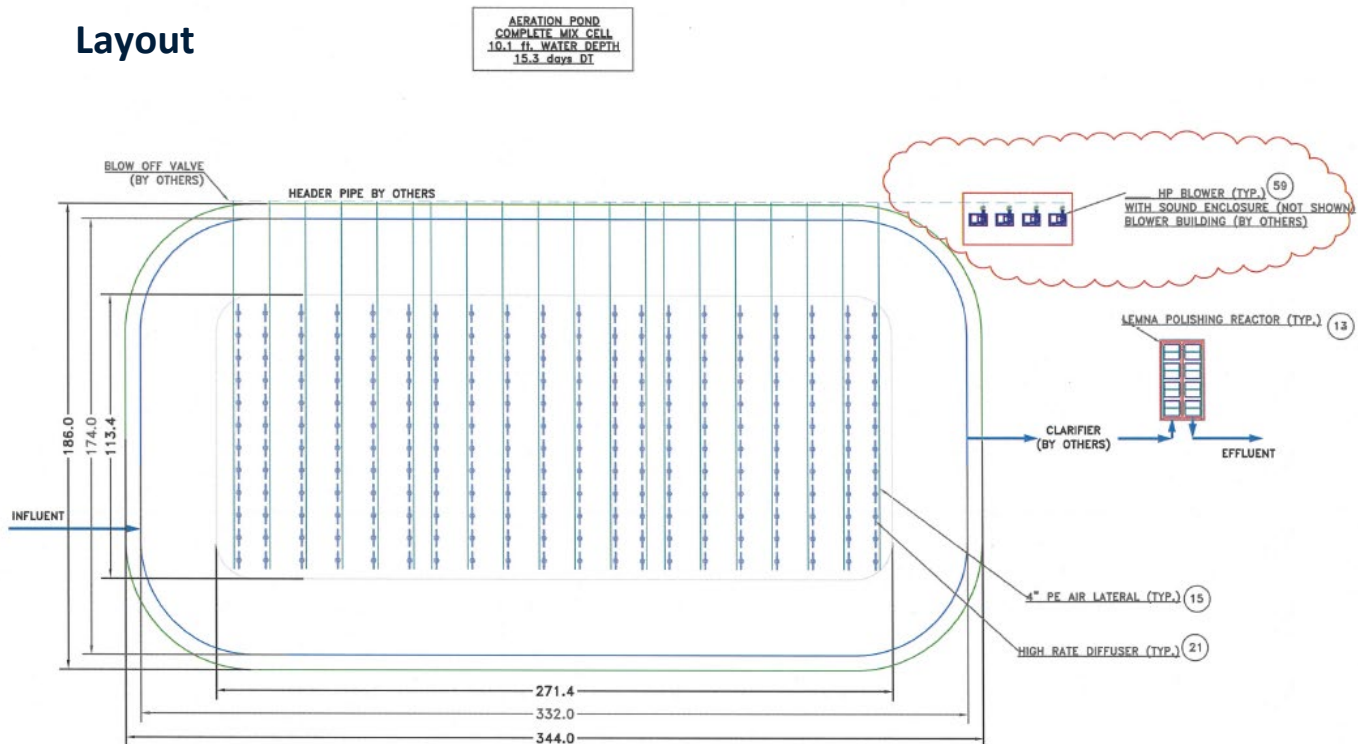 Layout
AERATION POND
COMPLETE MIX CELL
10.1 ft. WATER DEPTH
15.3 days DT
BLOW OFF VALVE
(BY OTHERS)
HEADER PIPE BY OTHERS
HP BLOWER (TYP.) 59
WITH SOUND ENCLOSURE (NOT SHOWN)
BLOWER BUILDING (BY OTHERS)
LEMNA POLISHING REACTOR (TYP.) 13
186.0
174.0
113.4
CLARIFIER
(BY OTHERS)
EFFLUENT
INFLUENT
4" PE AIR LATERAL (TYP.) 15
HIGH RATE DIFFUSER (TYP.) 21
271.4
332.0
344.0